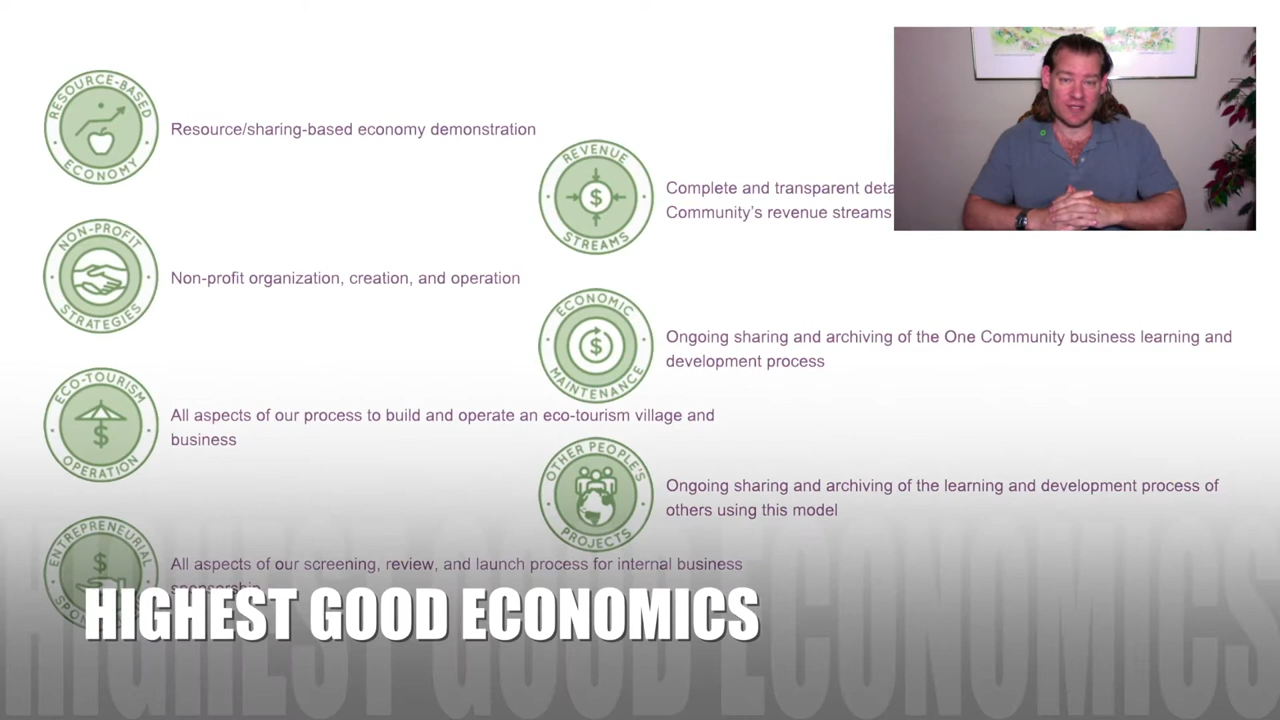 RESOURCE-BASED
ECONOMY
Resource/sharing-based economy demonstration
NON-PROFIT
STRATEGIES
Non-profit organization, creation, and operation
ECO-TOURISM
$
OPERATION
All aspects of our process to build and operate an eco-tourism village and
business
ENTREPRENEURIAL
$
All aspects of our screening, review, and launch process for internal business
sponsorship
REVENUE
$
STREAMS
Complete and transparent deta
Community's revenue streams
ECONOMIC
$
MAINTENANCE
Ongoing sharing and archiving of the One Community business learning and
development process
OTHER PEOPLE'S
PROJECTS
Ongoing sharing and archiving of the learning and development process of
others using this model
HIGHEST GOOD ECONOMICS
HIGHEST GOOD ECONOMICS